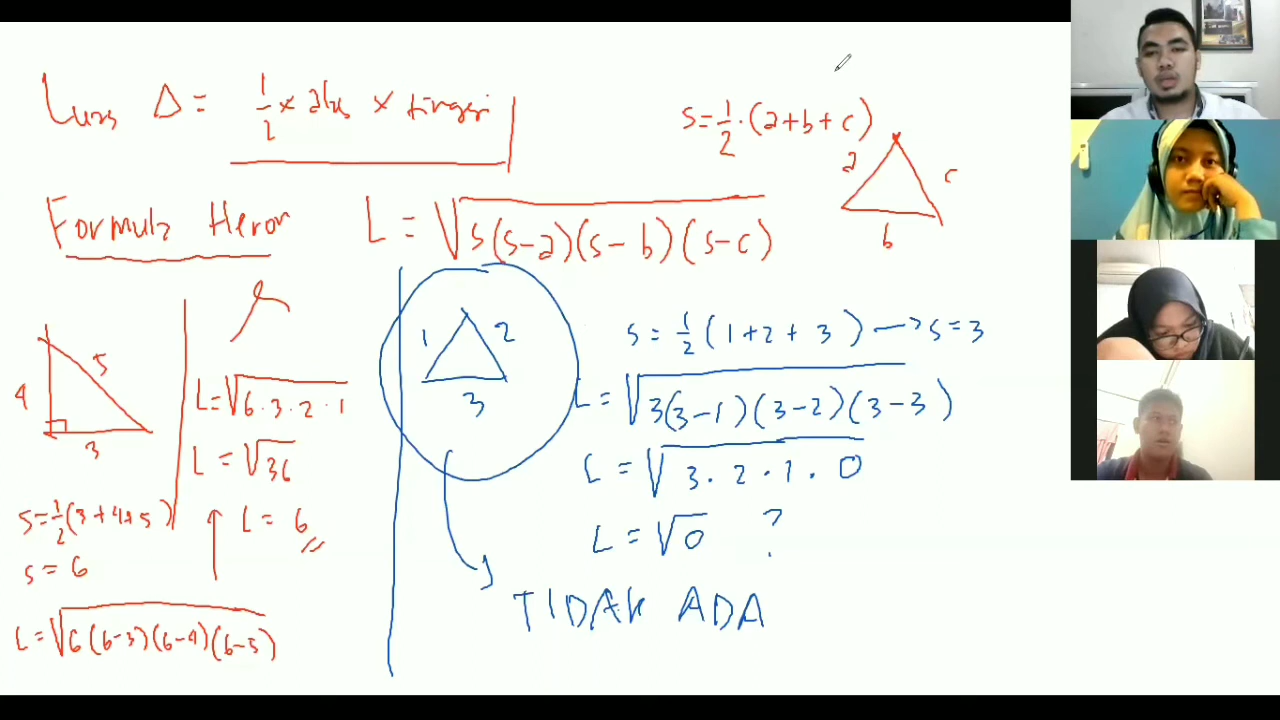 Luas Δ = 1/2 × alas × tinggi
s = 1/2 · (a + b + c)
a
c
b
Formula Heron
L = √s(s-a)(s-b)(s-c)
4
5
3
s = 1/2 (3 + 4 + 5)
s = 6
L = √6(6-3)(6-4)(6-5)
L = √6 · 3 · 2 · 1
L = √36
L = 6
1
2
3
s = 1/2 (1 + 2 + 3) → s = 3
L = √3(3-1)(3-2)(3-3)
L = √3 · 2 · 1 · 0
L = √0 ?
TIDAK ADA